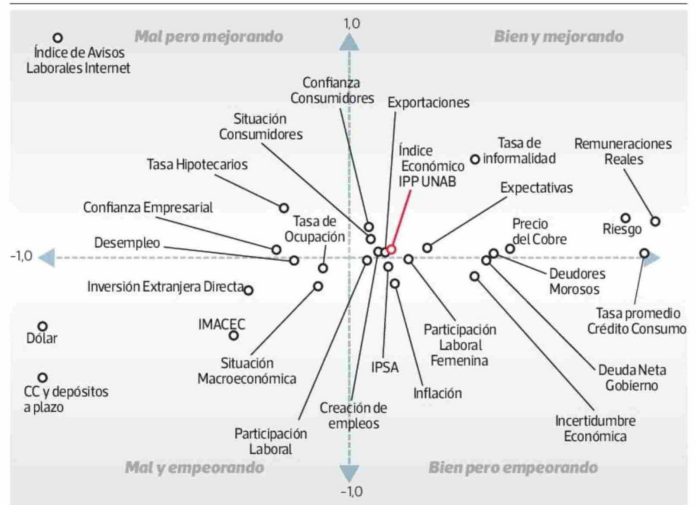 1,0
Mal pero mejorando
Bien y mejorando
Índice de Avisos
Laborales Internet
Confianza
Consumidores
Exportaciones
Situación
Consumidores
Índice
Económico
IPP UNAB
Tasa de
informalidad
Remuneraciones
Reales
Tasa Hipotecarios
Expectativas
Confianza Empresarial
Tasa de
Ocupación
Precio
del Cobre
Riesgo
Desempleo
-1,0
Deudores
Morosos
Inversión Extranjera Directa
Tasa promedio
Crédito Consumo
Dólar
IMACEC
Participación
Laboral
Femenina
Situación
Macroeconómica
IPSA
Deuda Neta
Gobierno
CC y depósitos
a plazo
Inflación
Creación de
empleos
Incertidumbre
Económica
Participación
Laboral
Mal y empeorando
Bien pero empeorando
-1,0